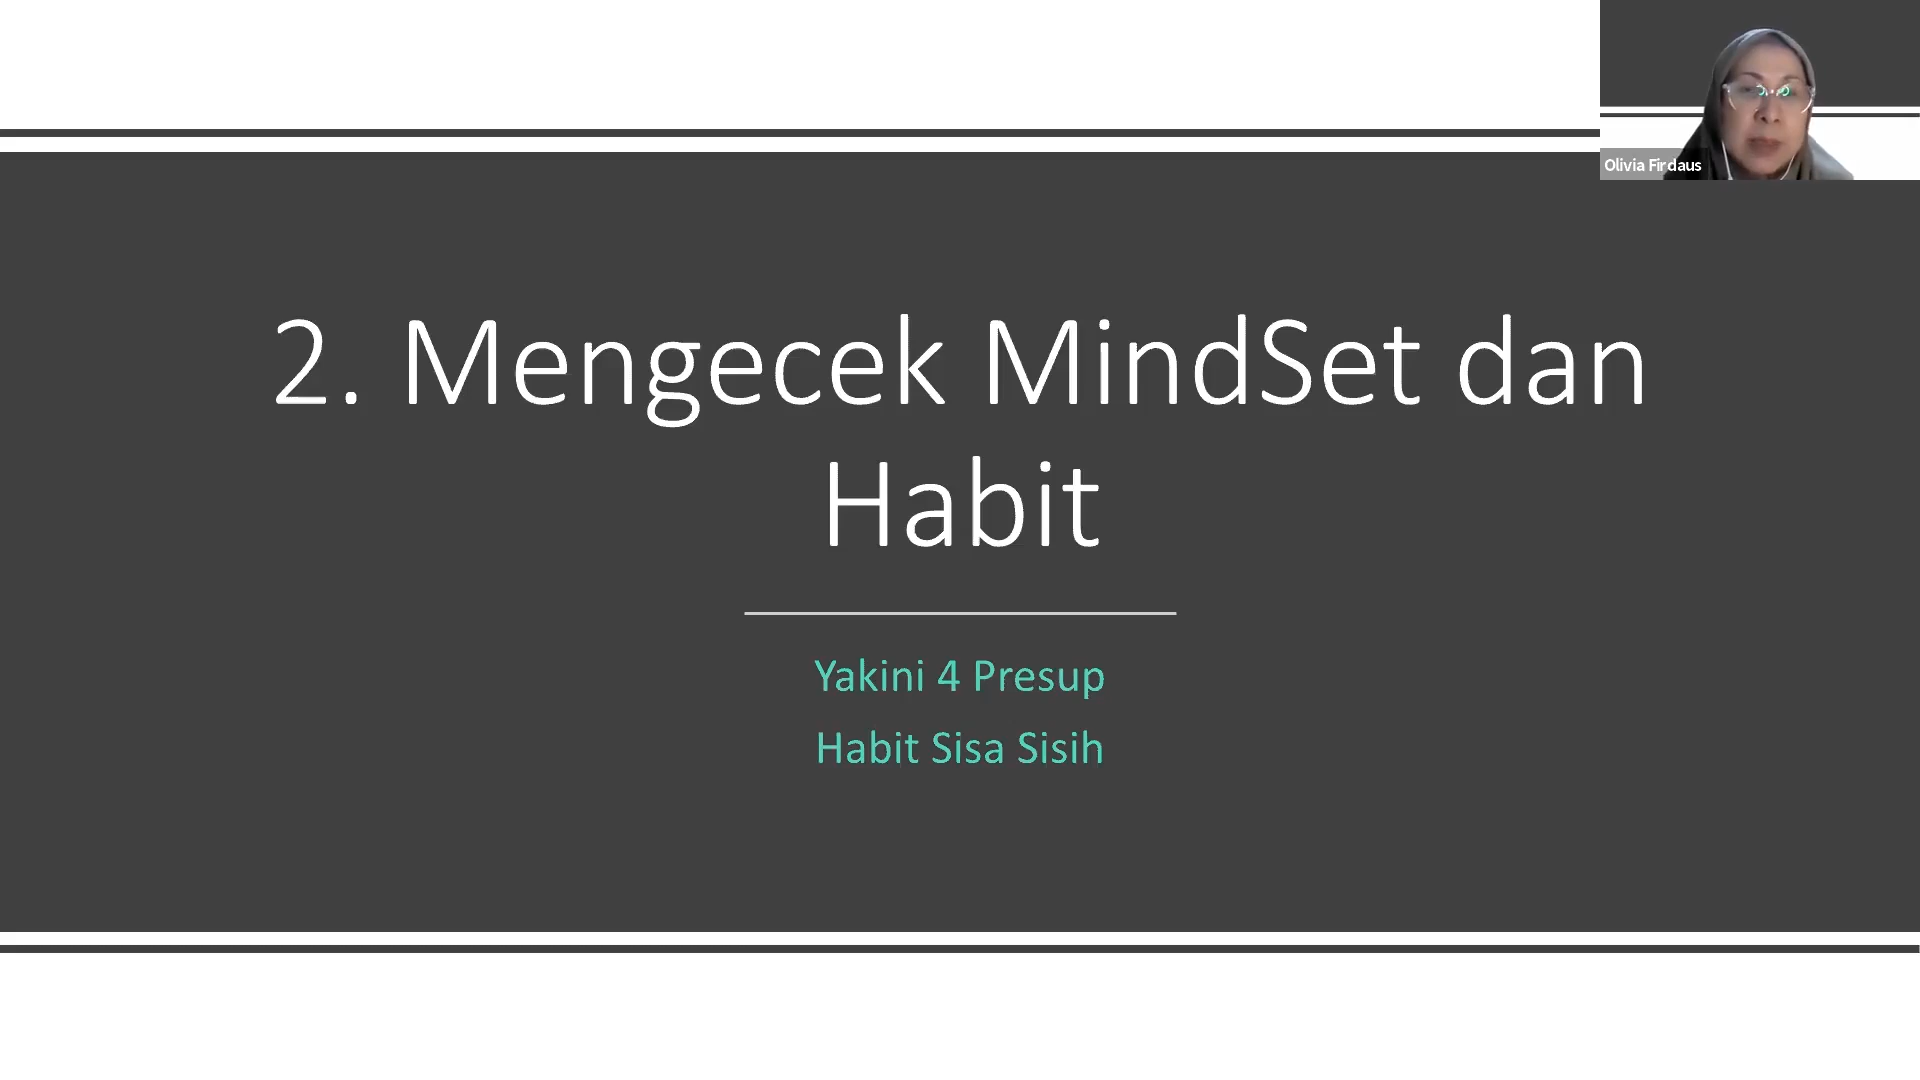 Olivia Firdaus
2. Mengecek MindSet dan
Habit
Yakini 4 Presup
Habit Sisa Sisih